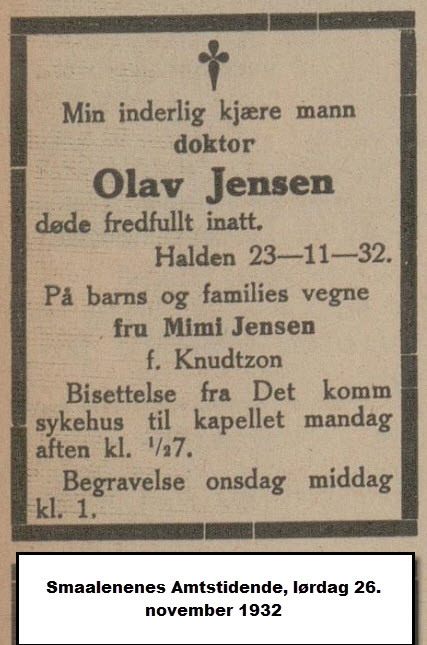 Min inderlig kjære mann
doktor
Olav Jensen
døde fredfullt inatt.
Halden 23—11—32.
På barns og families vegne
fru Mimi Jensen
f. Knudtzon
Bisettelse fra Det komm
sykehus til kapellet mandag
aften kl. 1/27.
Begravelse onsdag middag
kl. 1.
Smaalenenes Amtstidende, lørdag 26.
november 1932